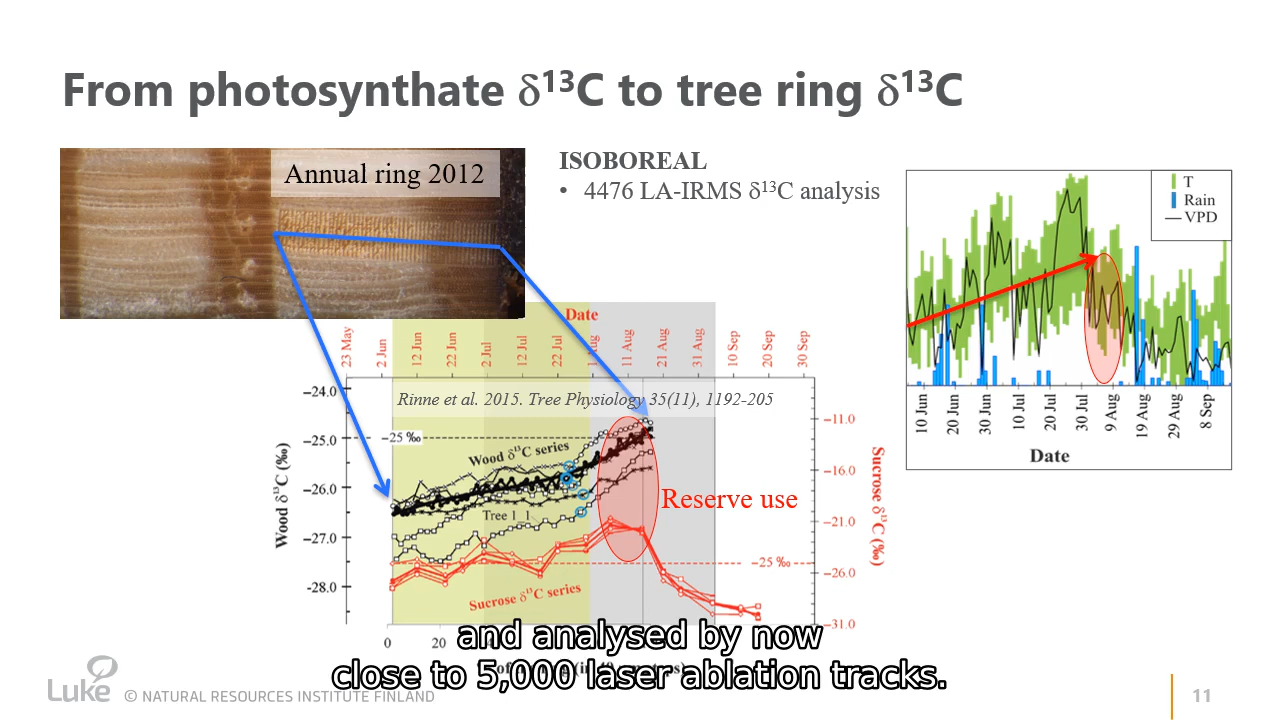 From photosynthate δ¹³C to tree ring δ¹³C
Annual ring 2012
ISOBOREAL
• 4476 LA-IRMS δ¹³C analysis
T
Rain
VPD
10 Jun
20 Jun
30 Jun
10 Jul
20 Jul
30 Jul
9 Aug
19 Aug
29 Aug
8 Sep
Date
Date
23 May
2 Jun
12 Jun
22 Jun
2 Jul
12 Jul
22 Jul
Aug
11 Aug
21 Aug
31 Aug
10 Sep
20 Sep
30 Sep
Rinne et al. 2015. Tree Physiology 35(11), 1192-205
Wood δ¹³C (‰)
−24.0
−25.0
−26.0
−27.0
-28.0
−25 ‰
Wood δ¹³C series
Tree 1_1
Reserve use
−25 ‰
Sucrose δ¹³C series
−11.0
−16.0
−21.0
−26.0
−31.0
Sucrose δ¹³C (‰)
0
20
and analysed by now
close to 5,000 laser ablation tracks.
Luke
© NATURAL RESOURCES INSTITUTE FINLAND
11